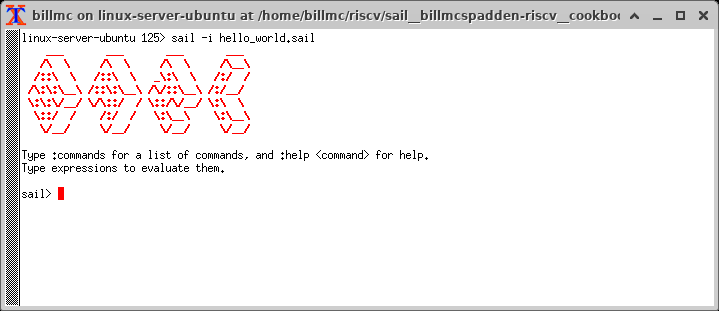 billmc on linux-server-ubuntu at /home/billmc/riscv/sail__billmcspadden-riscv__cookboo
linux-server-ubuntu 125> sail -i hello_world.sail
Type :commands for a list of commands, and :help <command> for help.
Type expressions to evaluate them.
sail>